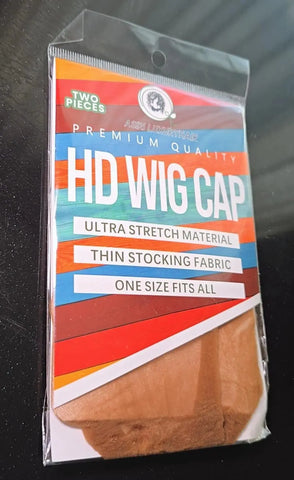 TWO
PIECES
PREMIUM QUALITY
HD WIG CAP
ULTRA STRETCH MATERIAL
THIN STOCKING FABRIC
ONE SIZE FITS ALL